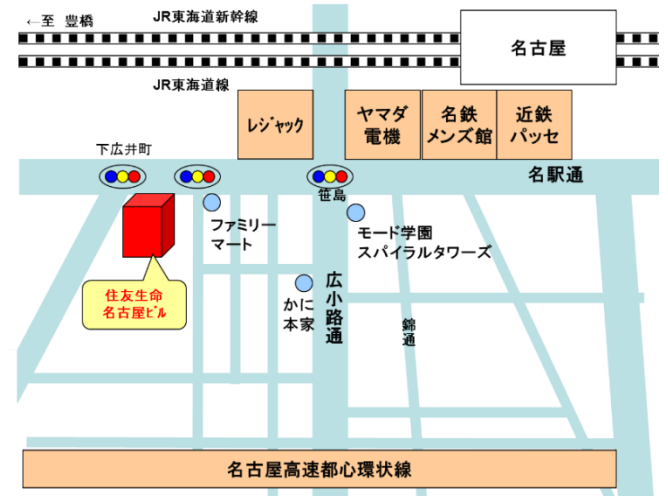 ←至 豊橋
JR東海道新幹線
名古屋
JR東海道線
レジャック
ヤマダ
電機
名鉄
メンズ館
近鉄
パッセ
下広井町
笹島
名駅通
ファミリー
マート
モード学園
スパイラルタワーズ
住友生命
名古屋ビル
かに
本家
広小路通
錦通
名古屋高速都心環状線